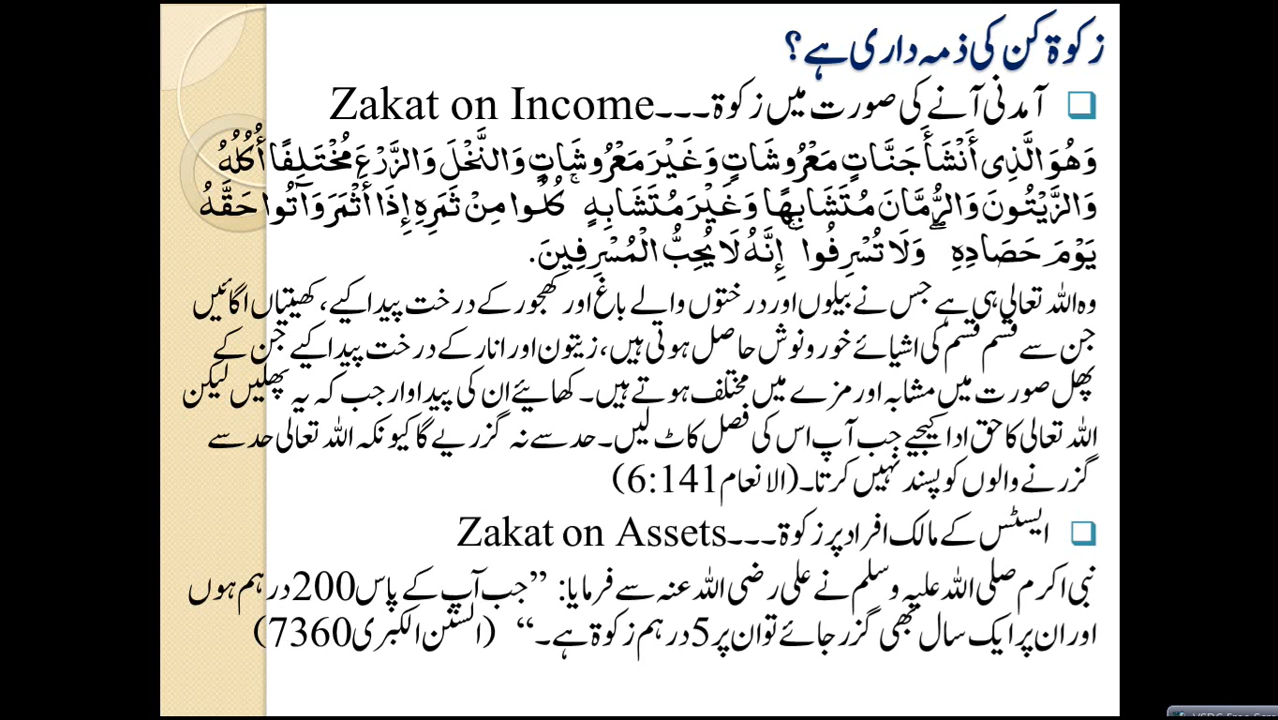 زکوۃ کن کی ذمہ داری ہے؟
آمدنی آنے کی صورت میں زکوۃ۔۔۔Zakat on Income
وَهُوَ الَّذِي أَنْشَأَ جَنَّاتٍ مَعْرُوشَاتٍ وَغَيْرَ مَعْرُوشَاتٍ وَالنَّخْلَ وَالزَّرْعَ مُخْتَلِفًا أُكُلُهُ
وَالزَّيْتُونَ وَالرُّمَّانَ مُتَشَابِهًا وَغَيْرَ مُتَشَابِهٍ ۚ كُلُوا مِنْ ثَمَرِهِ إِذَا أَثْمَرَ وَآتُوا حَقَّهُ
يَوْمَ حَصَادِهِ ۖ وَلَا تُسْرِفُوا ۚ إِنَّهُ لَا يُحِبُّ الْمُسْرِفِينَ.
وہ اللہ تعالی ہی ہے جس نے بیلوں اور درختوں والے باغ اور کھجور کے درخت پیدا کیے، کھیتیاں اگائیں
جن سے قسم قسم کی اشیائے خور و نوش حاصل ہوتی ہیں، زیتون اور انار کے درخت پیدا کیے جن کے
پھل صورت میں مشابہ اور مزے میں مختلف ہوتے ہیں۔ کھائیے ان کی پیداوار جب کہ یہ پھلیں لیکن
اللہ تعالی کا حق ادا کیجیے جب آپ اس کی فصل کاٹ لیں۔ حد سے نہ گزریے گا کیونکہ اللہ تعالی حد سے
گزرنے والوں کو پسند نہیں کرتا۔ (الانعام 6:141)
ایسٹس کے مالک افراد پر زکوۃ۔۔۔Zakat on Assets
نبی اکرم صلی اللہ علیہ وسلم نے علی رضی اللہ عنہ سے فرمایا: ”جب آپ کے پاس 200 درہم ہوں
اور ان پر ایک سال بھی گزر جائے تو ان پر 5 درہم زکوۃ ہے۔“ (السنن الکبری 7360)